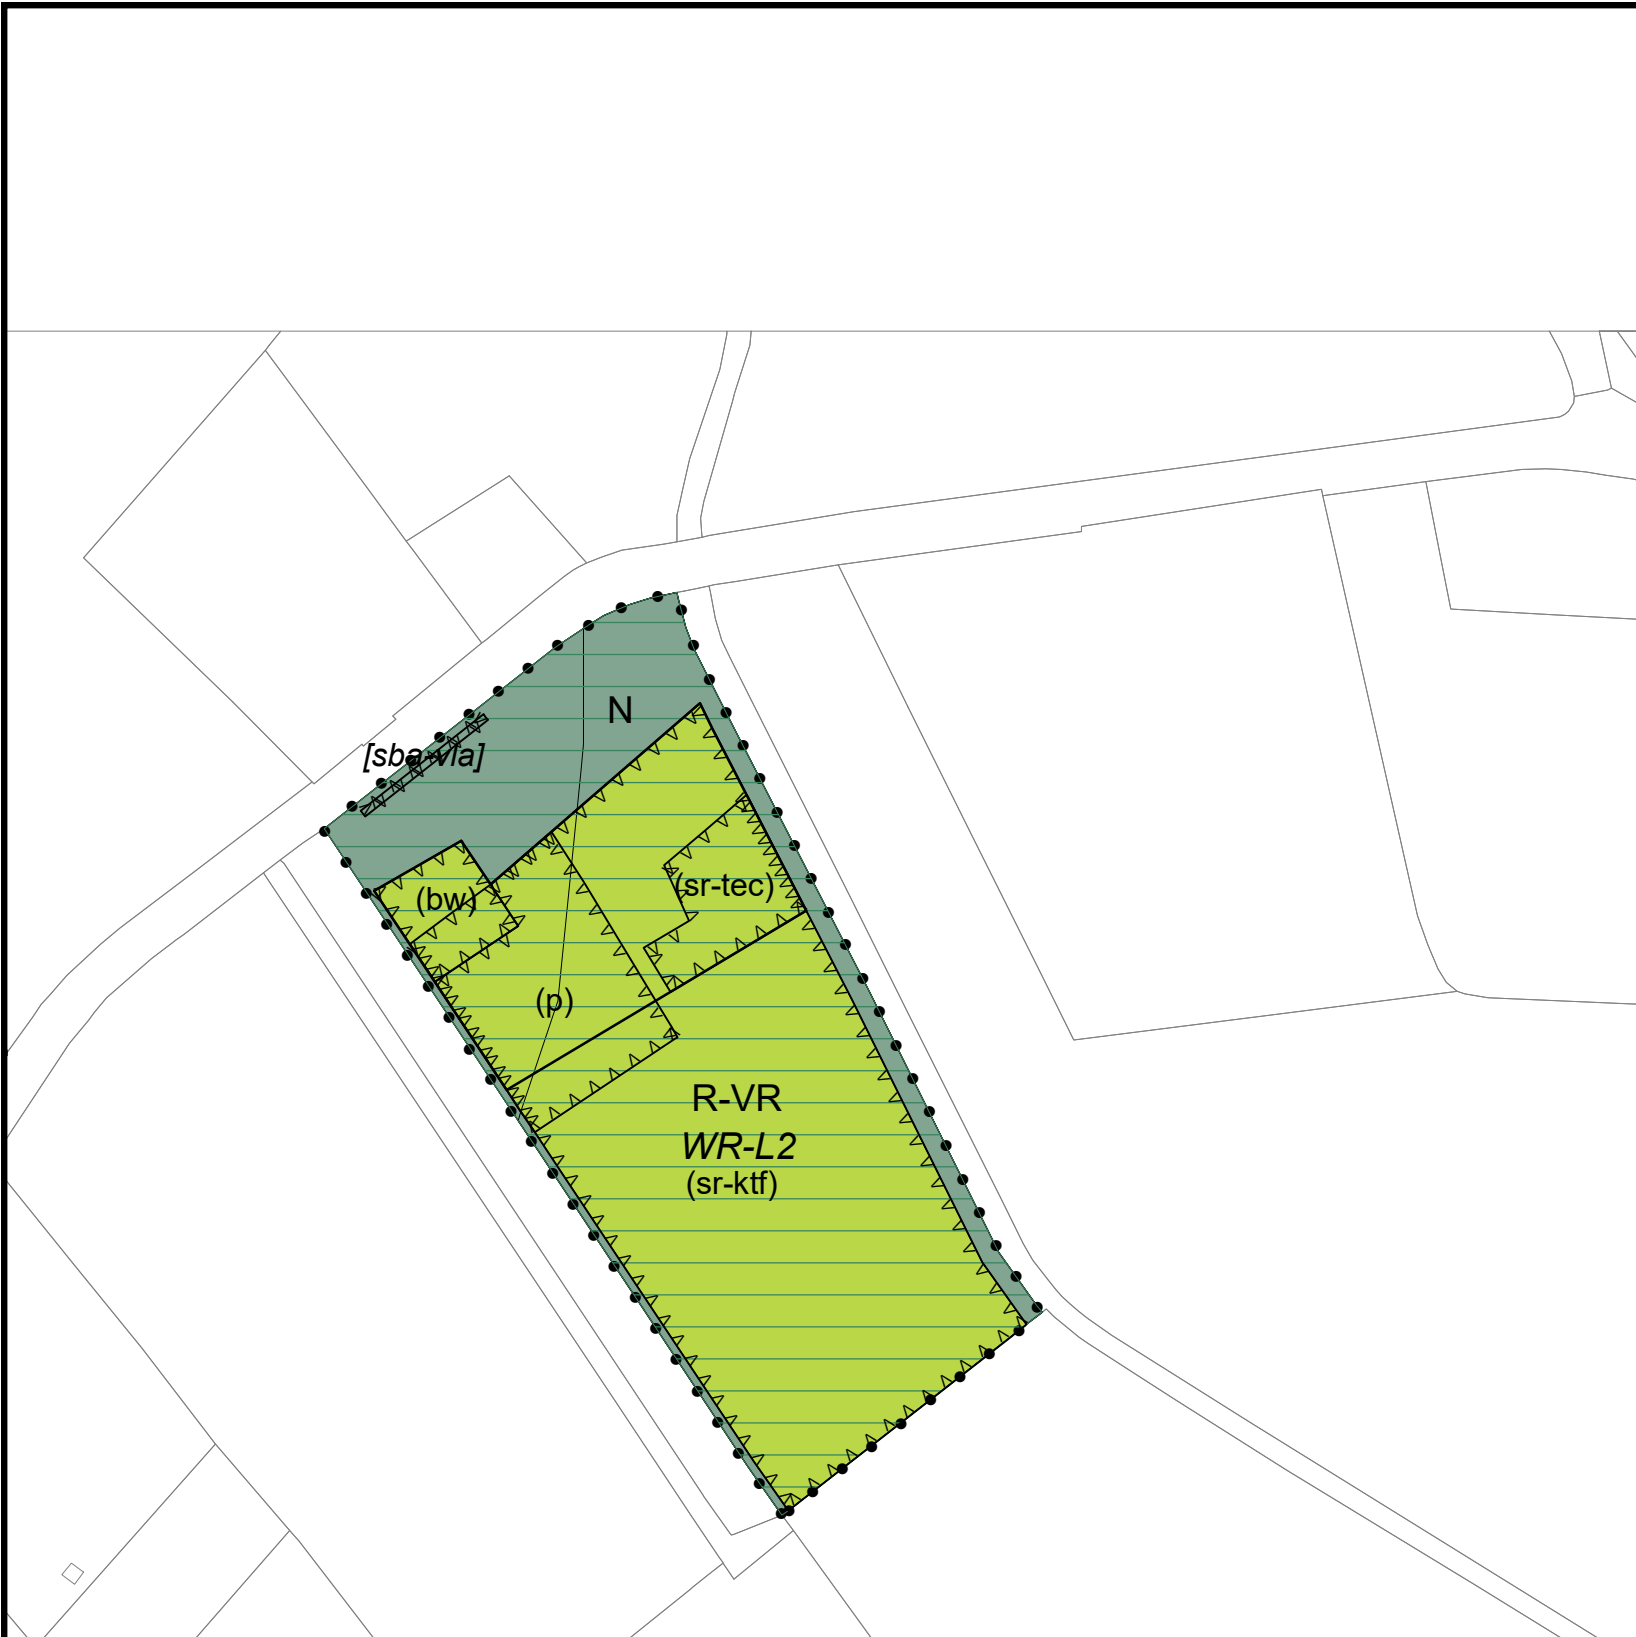 N
[sba-vla]
(sr-tec)
(bw)
(p)
R-VR
WR-L2
(sr-ktf)